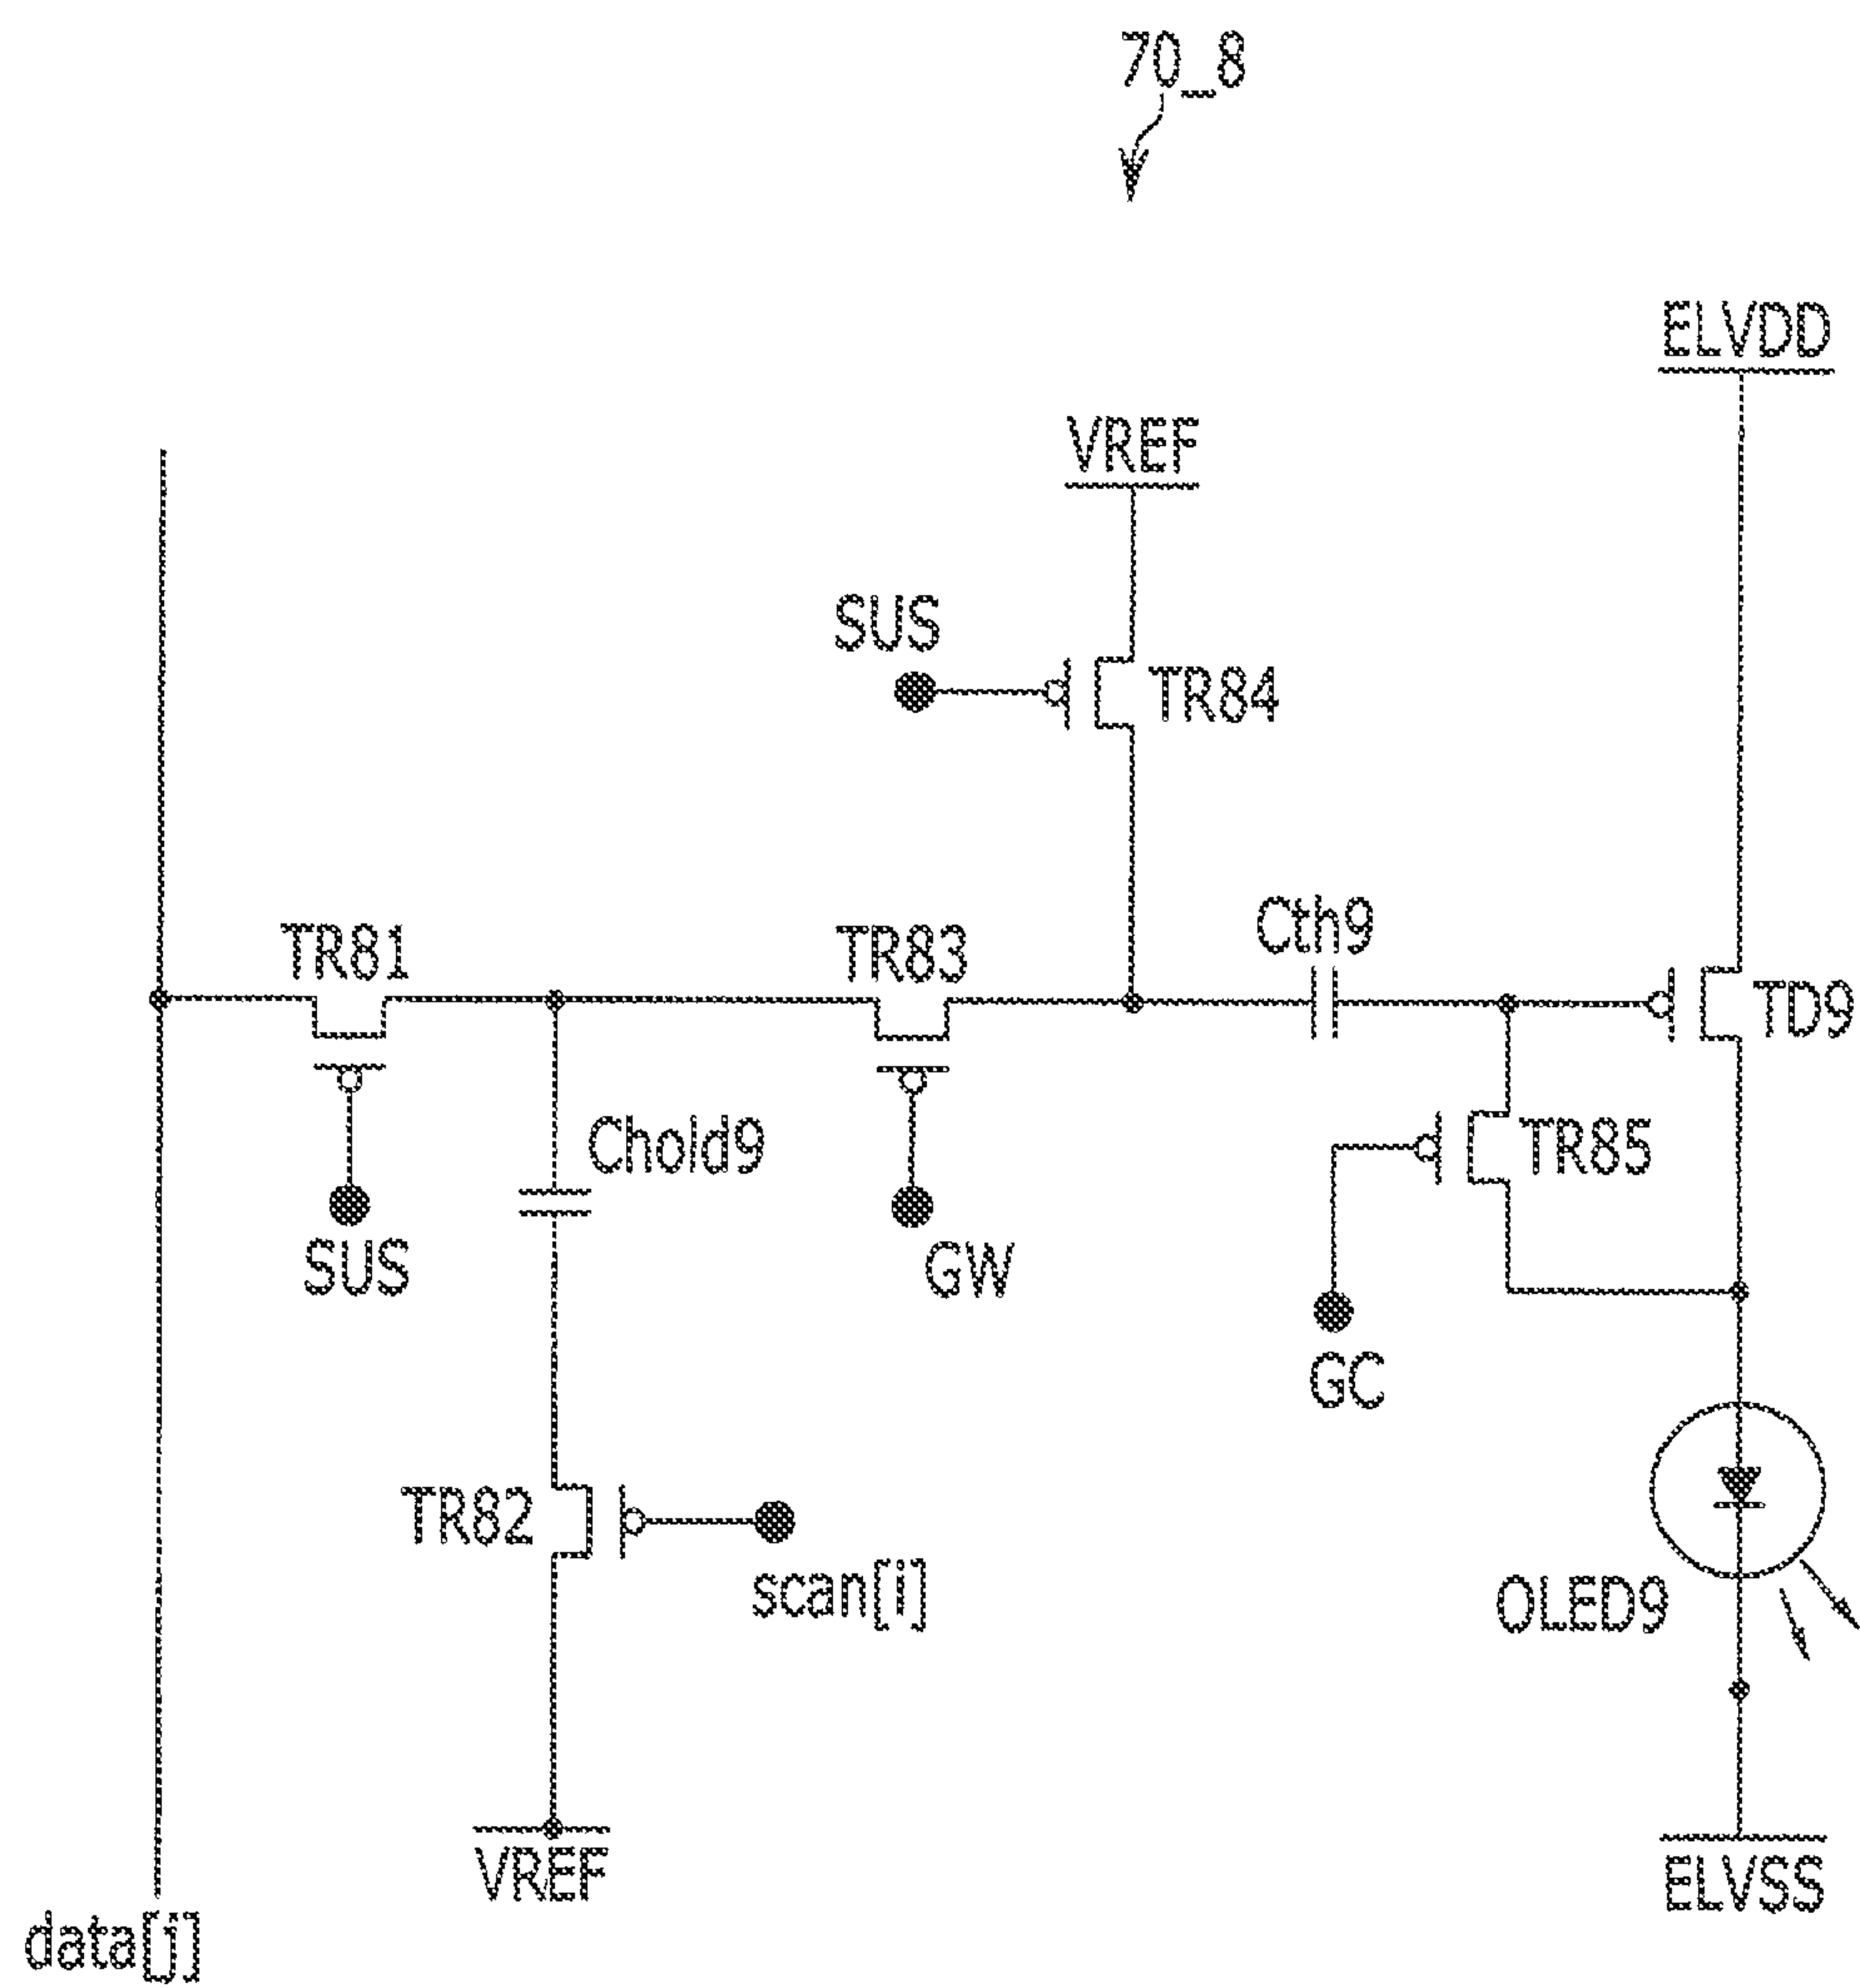 70_8
ELVDD
VREF
SUS
TR84
Cth9
TR81
TR83
TD9
Chold9
TR85
SUS
GW
GC
TR82
scan[i]
OLED9
VREF
ELVSS
data[j]